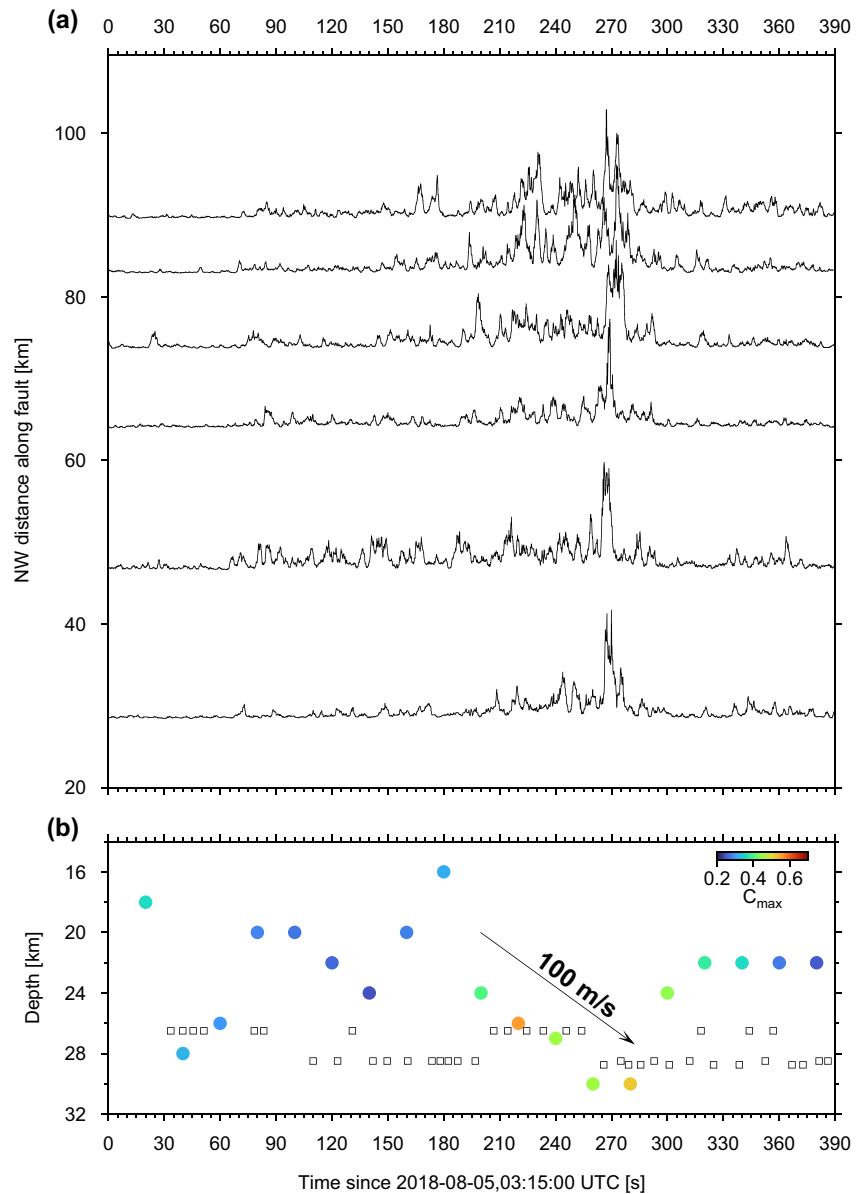 (a)
0 30 60 90 120 150 180 210 240 270 300 330 360 390
100
80
60
40
20
NW distance along fault [km]
(b)
16
20
24
28
32
Depth [km]
0.2 0.4 0.6
Cmax
100 m/s
0 30 60 90 120 150 180 210 240 270 300 330 360 390
Time since 2018-08-05,03:15:00 UTC [s]